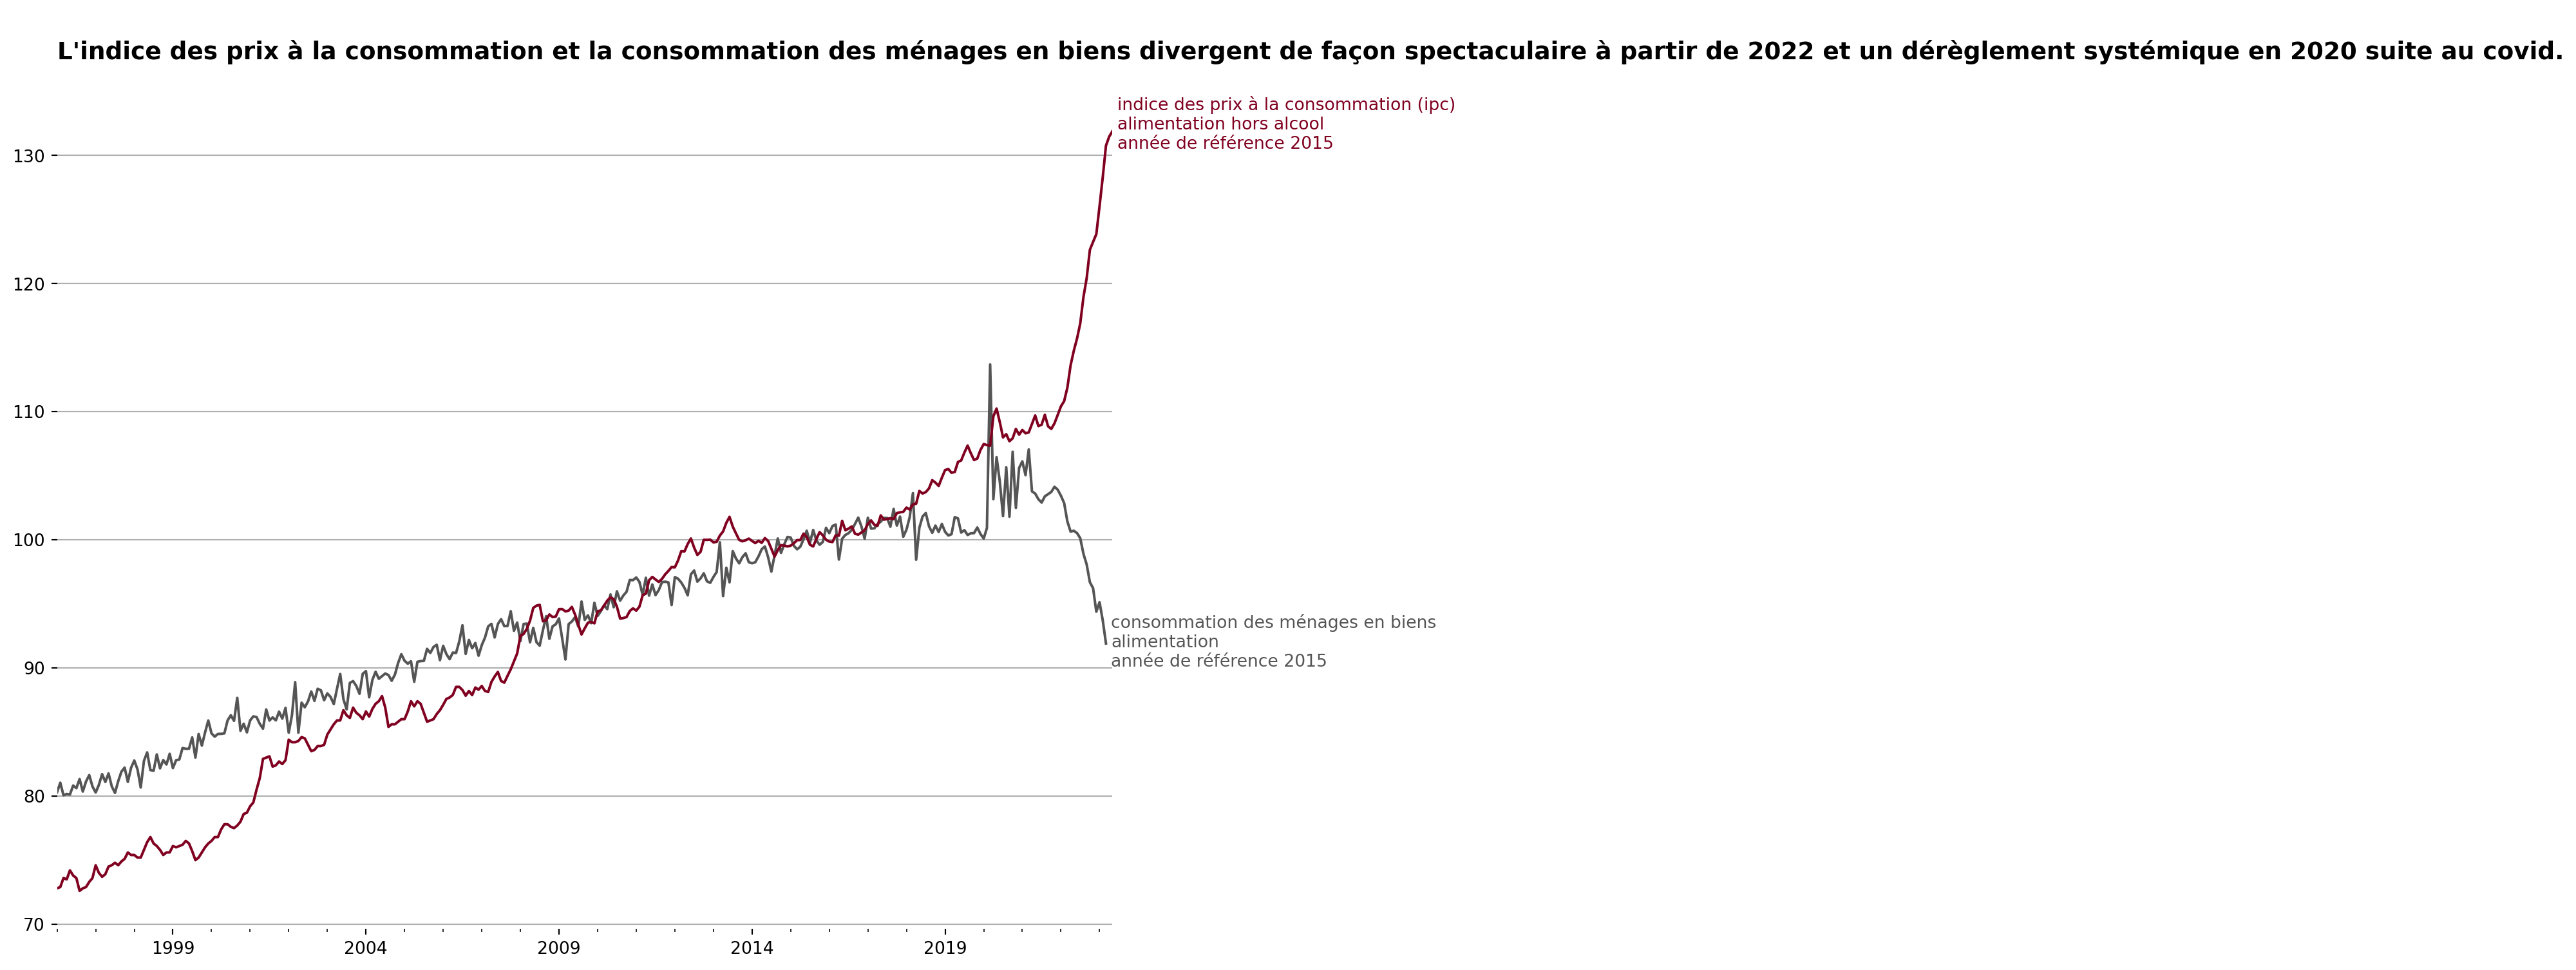 L'indice des prix à la consommation et la consommation des ménages en biens divergent de façon spectaculaire à partir de 2022 et un dérèglement systémique en 2020 suite au covid.
indice des prix à la consommation (ipc)
alimentation hors alcool
année de référence 2015
130
120
110
100
90
80
70
consommation des ménages en biens
alimentation
année de référence 2015
1999
2004
2009
2014
2019